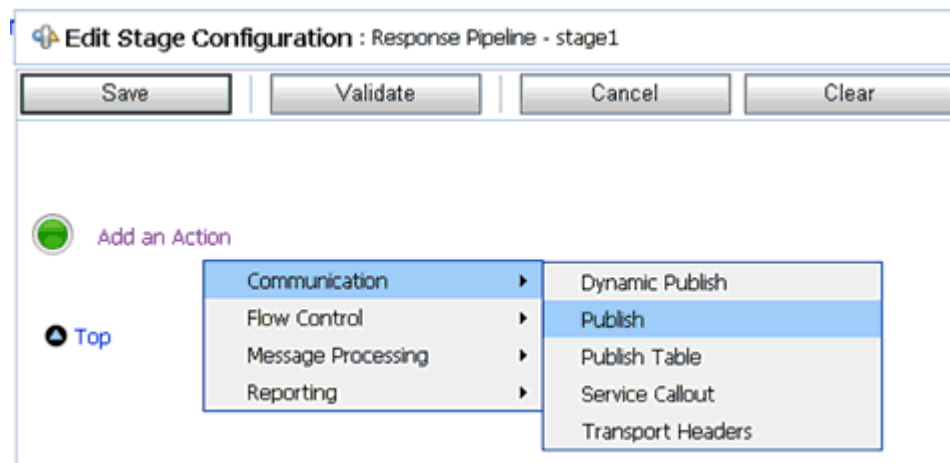 Edit Stage Configuration : Response Pipeline - stage1
Save Validate Cancel Clear
Add an Action
Communication Dynamic Publish
Flow Control Publish
Top
Message Processing Publish Table
Reporting Service Callout
Transport Headers